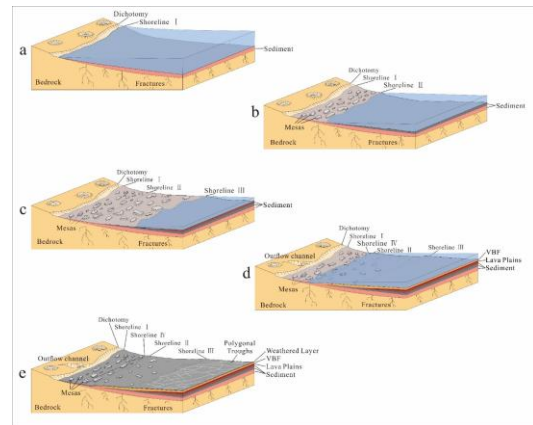 Dichotomy
Shoreline I
a
Sediment
Bedrock
Fractures
Dichotomy
Shoreline I
Shoreline II
b
Sediment
Mesas
Bedrock
Fractures
Dichotomy
Shoreline I
Shoreline II
Shoreline III
c
Sediment
Mesas
Bedrock
Fractures
Dichotomy
Shoreline I
Shoreline IV
Shoreline II
Shoreline III
Outflow channel
VBF
Lava Plains
Sediment
d
Mesas
Bedrock
Fractures
Dichotomy
Shoreline I
Shoreline IV
Shoreline II
Shoreline III
Polygonal
Troughs
Outflow channel
Weathered Layer
VBF
Lava Plains
Sediment
e
Mesas
Bedrock
Fractures